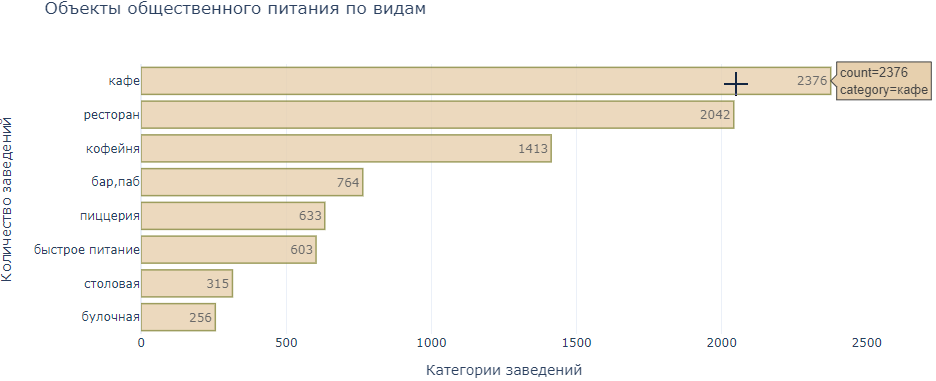 Объекты общественного питания по видам
Количество заведений
кафе
2376
count=2376
category=кафе
ресторан
2042
кофейня
1413
бар,паб
764
пиццерия
633
быстрое питание
603
столовая
315
булочная
256
0 500 1000 1500 2000 2500
Категории заведений